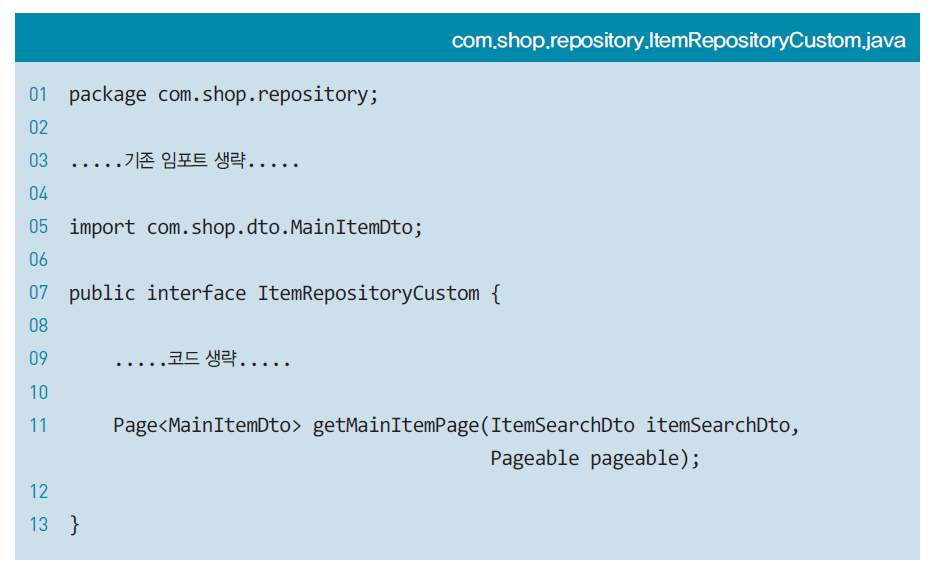 com.shop.repository.ItemRepositoryCustom.java
01 package com.shop.repository;
02
03 .....기존 임포트 생략.....
04
05 import com.shop.dto.MainItemDto;
06
07 public interface ItemRepositoryCustom {
08
09 .....코드 생략.....
10
11 Page<MainItemDto> getMainItemPage(ItemSearchDto itemSearchDto,
Pageable pageable);
12
13 }